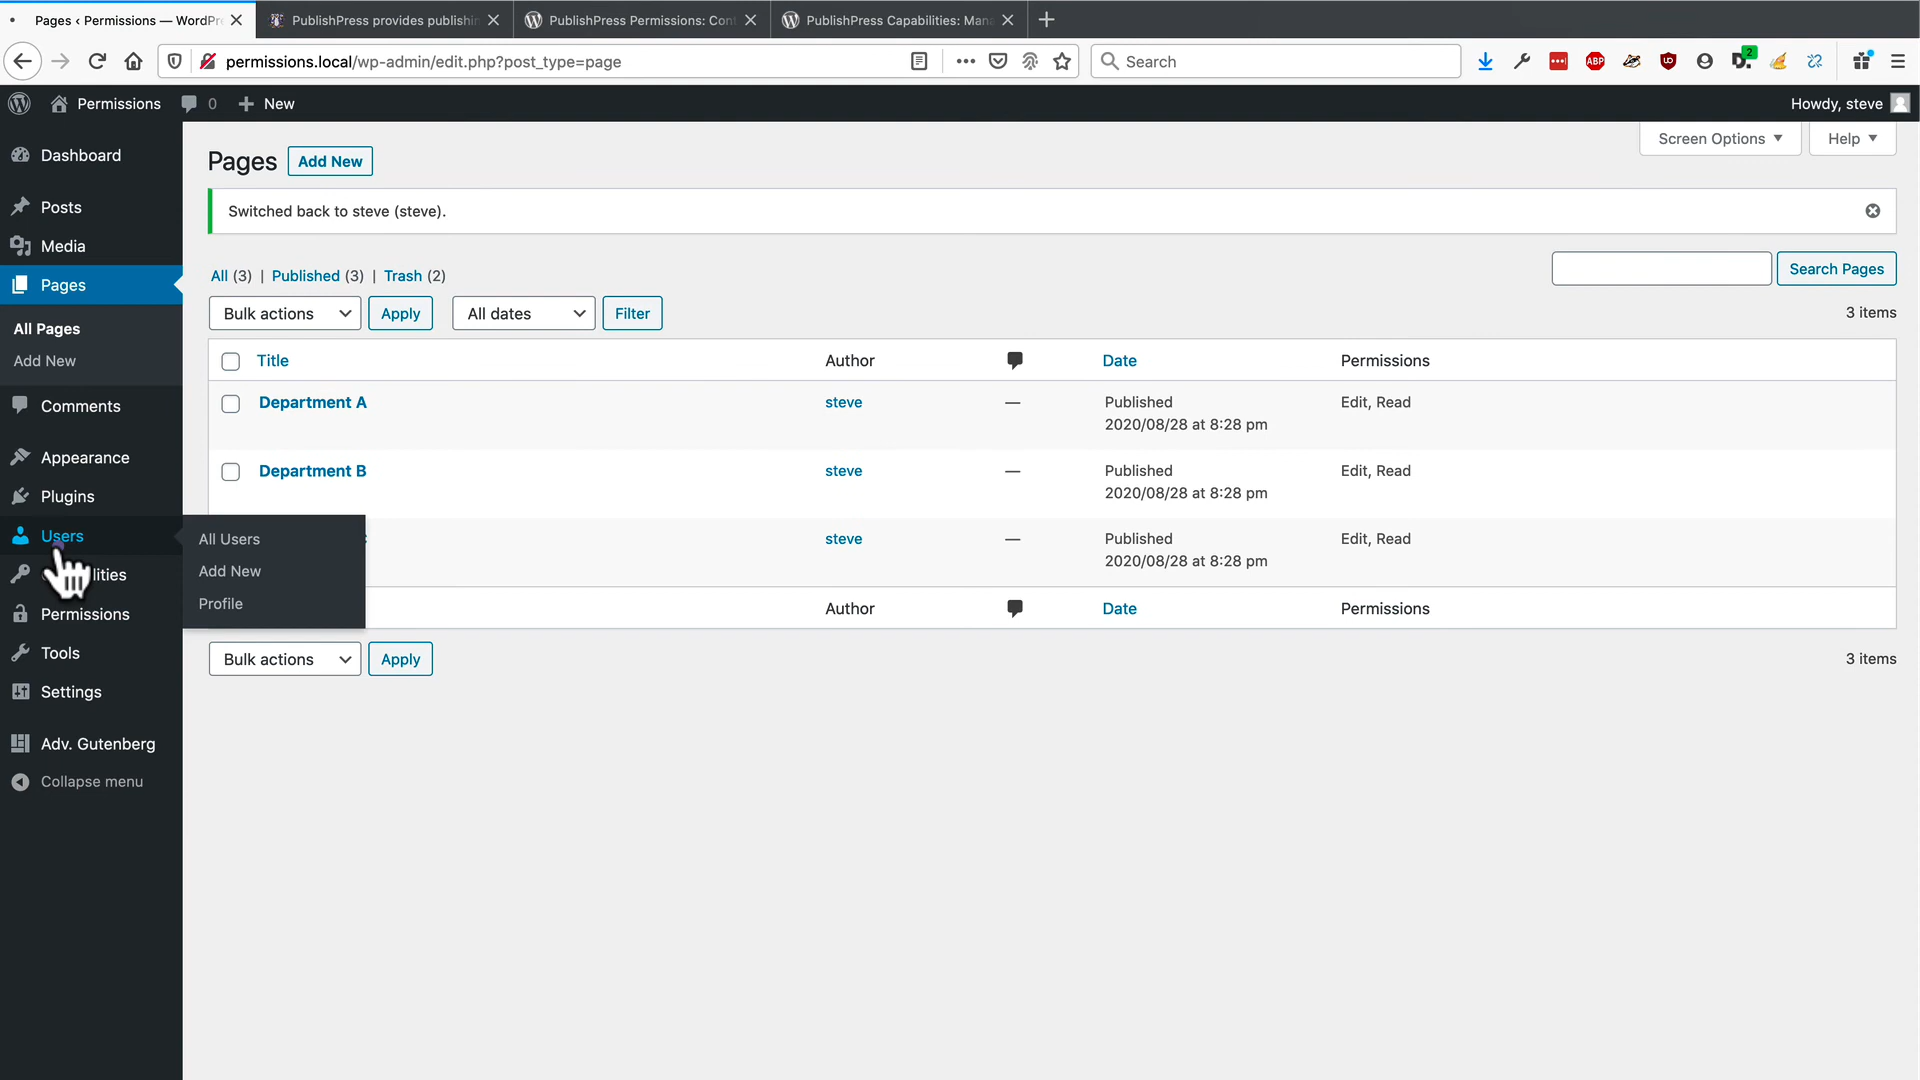 Pages ‹ Permissions — WordPre
PublishPress provides publishin
PublishPress Permissions: Cont
PublishPress Capabilities: Mana
permissions.local/wp-admin/edit.php?post_type=page
Search
ABP
2
Permissions
0
New
Howdy, steve
Dashboard
Posts
Media
Pages
All Pages
Add New
Comments
Appearance
Plugins
Users
lities
Permissions
Tools
Settings
Adv. Gutenberg
Collapse menu
All Users
Add New
Profile
Screen Options
Help
Pages
Add New
Switched back to steve (steve).
All (3) | Published (3) | Trash (2)
Search Pages
Bulk actions
Apply
All dates
Filter
3 items
Title
Author
Date
Permissions
Department A
steve
—
Published
2020/08/28 at 8:28 pm
Edit, Read
Department B
steve
—
Published
2020/08/28 at 8:28 pm
Edit, Read
steve
—
Published
2020/08/28 at 8:28 pm
Edit, Read
Author
Date
Permissions
Bulk actions
Apply
3 items